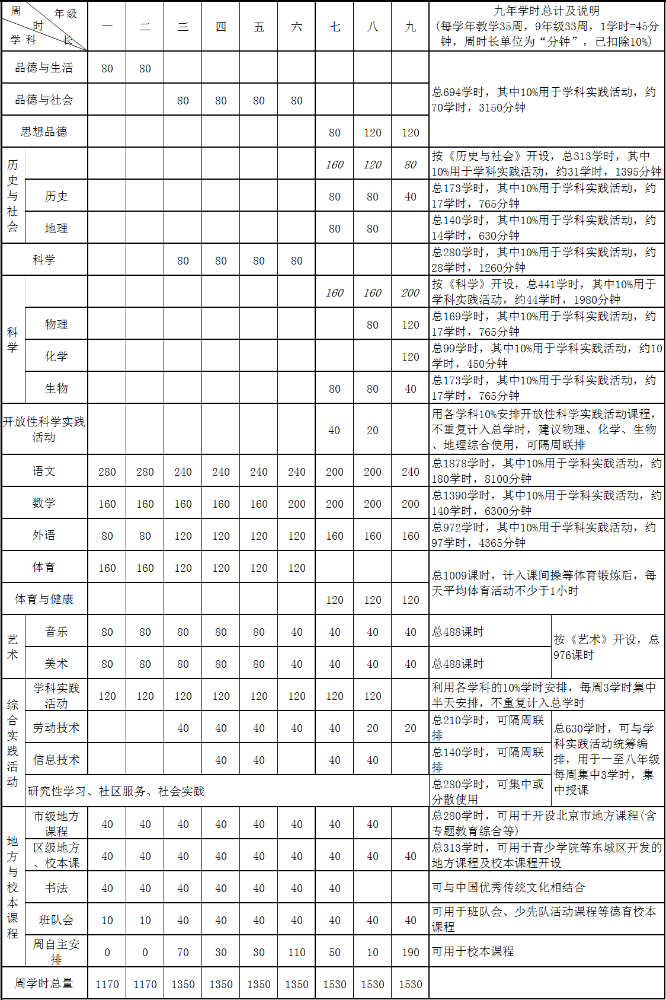 周 年级
时
学科 长
一 二 三 四 五 六 七 八 九
九年学时总计及说明
(每学年教学35周，9年级33周，1学时=45分
钟，周时长单位为“分钟”，已扣除10%)
品德与生活 80 80
品德与社会 80 80 80 80
总694学时，其中10%用于学科实践活动，约
70学时，3150分钟
思想品德 80 120 120
历史与社会
160 120 80
按《历史与社会》开设，总313学时，其中
10%用于学科实践活动，约31学时，1395分钟
历史 80 80 40
总173学时，其中10%用于学科实践活动，约
17学时，765分钟
地理 80 80
总140学时，其中10%用于学科实践活动，约
14学时，630分钟
科学 80 80 80 80
总280学时，其中10%用于学科实践活动，约
28学时，1260分钟
科学
160 160 200
按《科学》开设，总441学时，其中10%用于
学科实践活动，约44学时，1980分钟
物理 80 120
总169学时，其中10%用于学科实践活动，约
17学时，765分钟
化学 120
总99学时，其中10%用于学科实践活动，约10
学时，450分钟
生物 80 80 40
总173学时，其中10%用于学科实践活动，约
17学时，765分钟
开放性科学实践
活动
40 20
用各学科10%安排开放性科学实践活动课程，
不重复计入总学时，建议物理、化学、生物
、地理综合使用，可隔周联排
语文 280 280 240 240 240 240 200 200 240
总1878学时，其中10%用于学科实践活动，约
180学时，8100分钟
数学 160 160 160 160 160 200 200 200 200
总1390学时，其中10%用于学科实践活动，约
140学时，6300分钟
外语 80 80 120 120 120 120 160 160 160
总972学时，其中10%用于学科实践活动，约
97学时，4365分钟
体育 160 160 120 120 120 120
总1009课时，计入课间操等体育锻炼后，每
天平均体育活动不少于1小时
体育与健康 120 120 120
艺术
音乐 80 80 80 80 80 40 40 40 40 总488课时
美术 80 80 80 80 80 40 40 40 40 总488课时
按《艺术》开设，总
976课时
综合实践活动
学科实践
活动
120 120 120 120 120 120 120 120
利用各学科的10%学时安排，每周3学时集中
半天安排，不重复计入总学时
劳动技术 40 40 40 40 40 20 20
总210学时，可隔周联
排
信息技术 40 40 40 40
总140学时，可隔周联
排
研究性学习、社区服务、社会实践
总280学时，可集中或
分散使用
总630学时，可与学
科实践活动统筹编
排，用于一至八年级
每周集中3学时，集
中授课
地方与校本课程
市级地方
课程
40 40 40 40 40 40 40 40
总280学时，可用于开设北京市地方课程(含
专题教育综合等)
区级地方
、校本课
40 40 40 40 40 40 40 40 40
总313学时，可用于青少学院等东城区开发的
地方课程及校本课程开设
书法 40 40 40 40 40 40 40 可与中国优秀传统文化相结合
班队会 10 10 40 40 40 40 40 40 40
可用于班队会、少先队活动课程等德育校本
课程
周自主安
排
0 0 70 30 30 110 50 10 190 可用于校本课程
周学时总量 1170 1170 1350 1350 1350 1350 1530 1530 1530